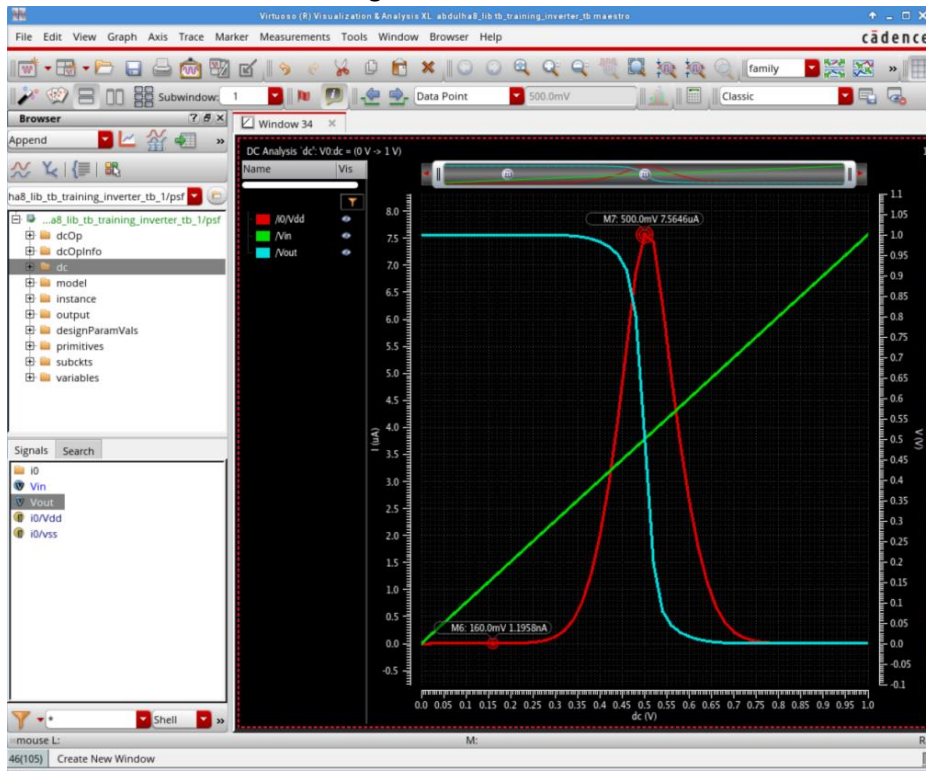 Virtuoso (R) Visualization & Analysis XL: abdulha8_lib tb_training_inverter_tb maestro
File Edit View Graph Axis Trace Marker Measurements Tools Window Browser Help
cādence
family
»
Subwindow: 1
Data Point
500.0mV
Classic
Browser
Window 34
Append
»
ha8_lib_tb_training_inverter_tb_1/psf
...a8_lib_tb_training_inverter_tb_1/psf
dcOp
dcOpInfo
dc
model
instance
output
designParamVals
primitives
subckts
variables
Signals Search
i0
Vin
Vout
i0/Vdd
i0/vss
Shell
»
DC Analysis `dc': V0:dc = (0 V -> 1 V)
1
Name Vis
/I0/Vdd
/Vin
/Vout
M7: 500.0mV 7.5646uA
M6: 160.0mV 1.1958nA
8.0
7.5
7.0
6.5
6.0
5.5
5.0
4.5
4.0
3.5
3.0
2.5
2.0
1.5
1.0
0.5
0.0
-0.5
I (uA)
1.1
1.05
1.0
0.95
0.9
0.85
0.8
0.75
0.7
0.65
0.6
0.55
0.5
0.45
0.4
0.35
0.3
0.25
0.2
0.15
0.1
0.05
0.0
-0.05
-0.1
V (V)
0.0 0.05 0.1 0.15 0.2 0.25 0.3 0.35 0.4 0.45 0.5 0.55 0.6 0.65 0.7 0.75 0.8 0.85 0.9 0.95 1.0
dc (V)
mouse L: M: R
46(105) Create New Window